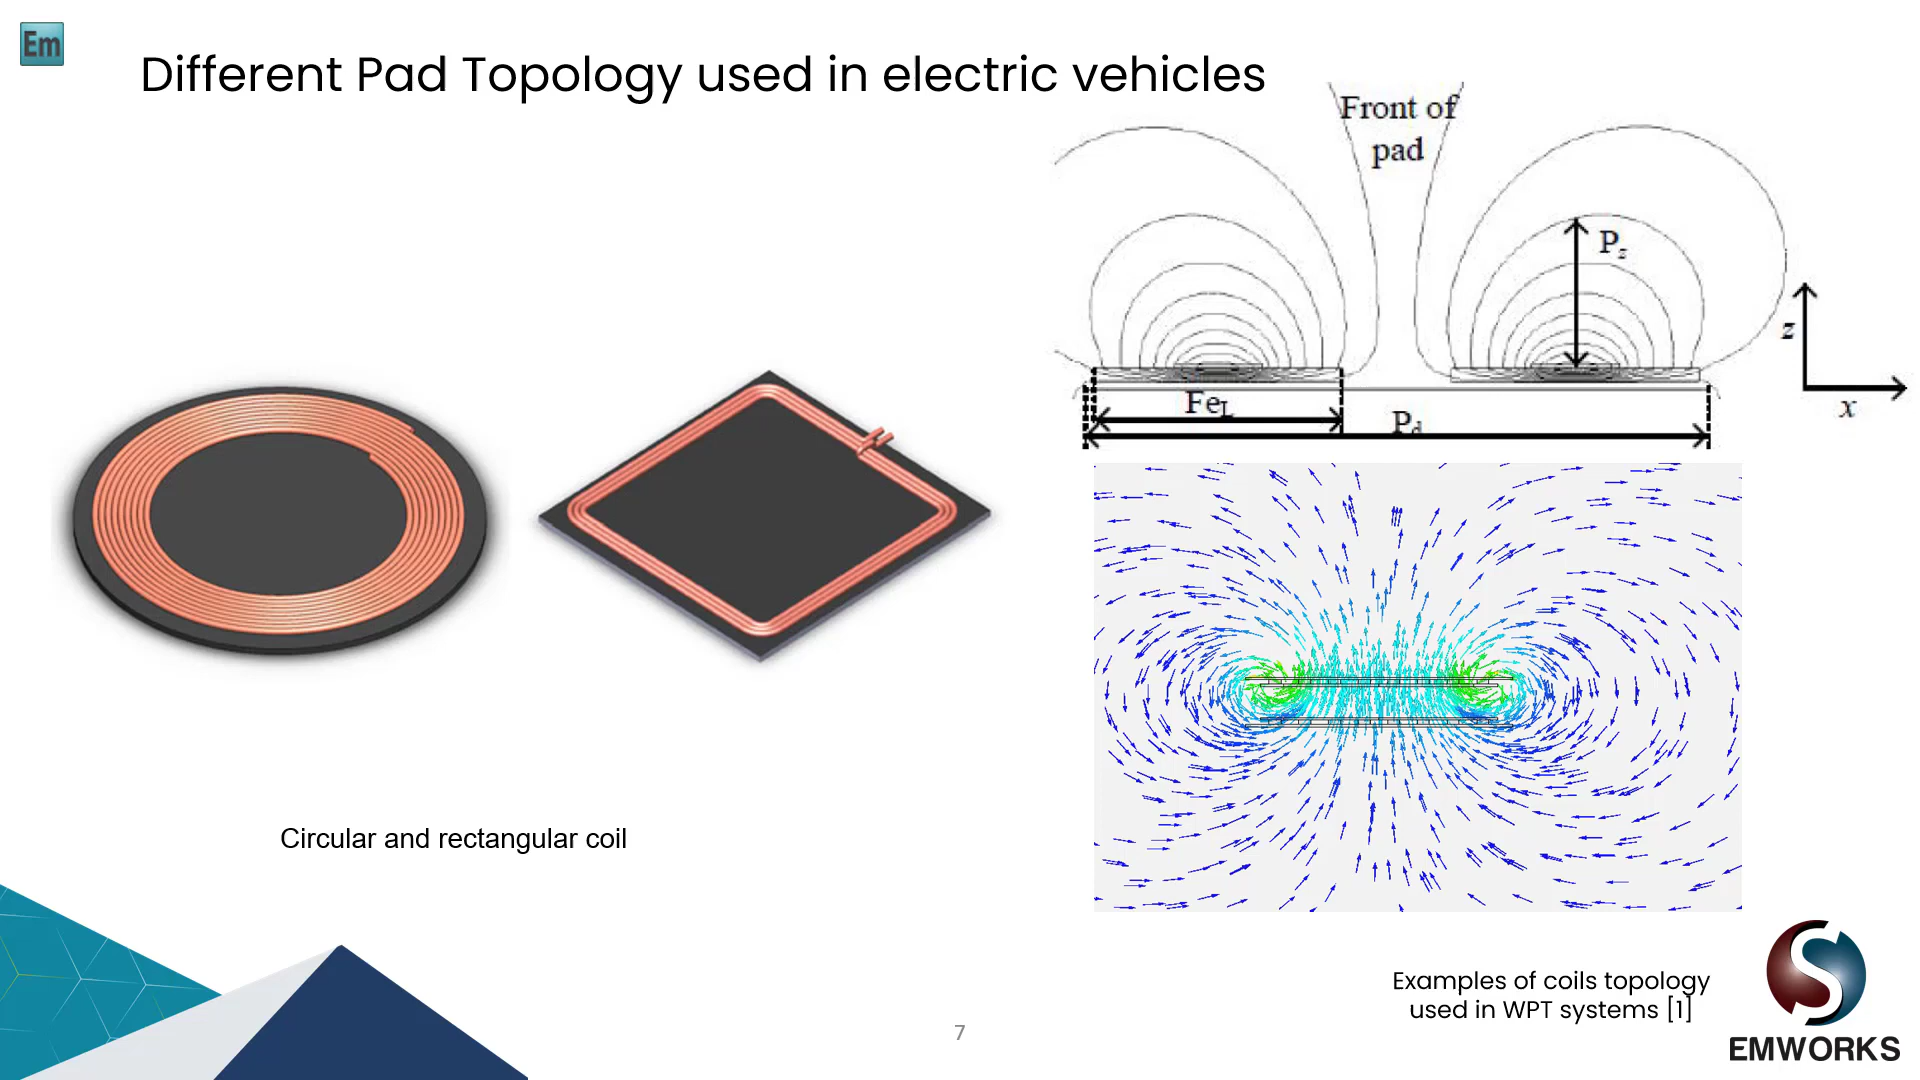 Em
Different Pad Topology used in electric vehicles
Front of
pad
Pz
z
x
FeL
Pd
Circular and rectangular coil
Examples of coils topology
used in WPT systems [1]
7
EMWORKS